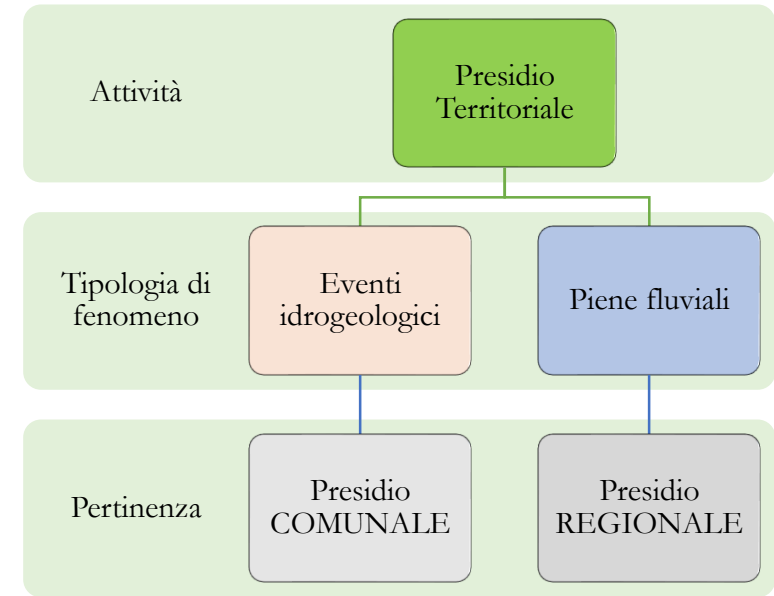 Attività
Presidio
Territoriale
Tipologia di
fenomeno
Eventi
idrogeologici
Piene fluviali
Pertinenza
Presidio
COMUNALE
Presidio
REGIONALE